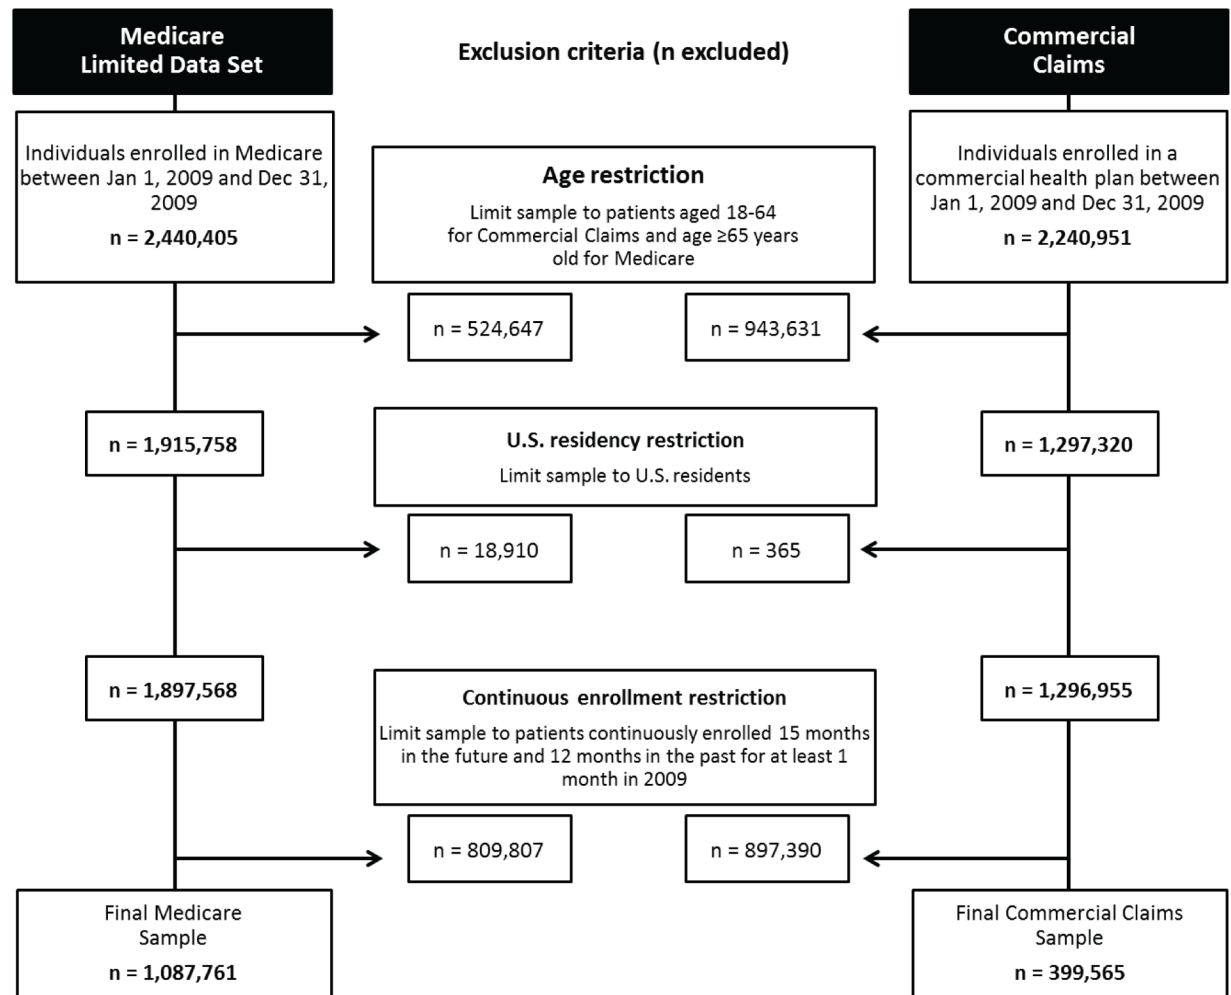 Medicare
Limited Data Set
Exclusion criteria (n excluded)
Commercial
Claims
Individuals enrolled in Medicare
between Jan 1, 2009 and Dec 31,
2009
n = 2,440,405
Age restriction
Limit sample to patients aged 18-64
for Commercial Claims and age ≥65 years
old for Medicare
Individuals enrolled in a
commercial health plan between
Jan 1, 2009 and Dec 31, 2009
n = 2,240,951
n = 524,647
n = 943,631
n = 1,915,758
U.S. residency restriction
Limit sample to U.S. residents
n = 1,297,320
n = 18,910
n = 365
n = 1,897,568
Continuous enrollment restriction
Limit sample to patients continuously enrolled 15 months
in the future and 12 months in the past for at least 1
month in 2009
n = 1,296,955
n = 809,807
n = 897,390
Final Medicare
Sample
n = 1,087,761
Final Commercial Claims
Sample
n = 399,565